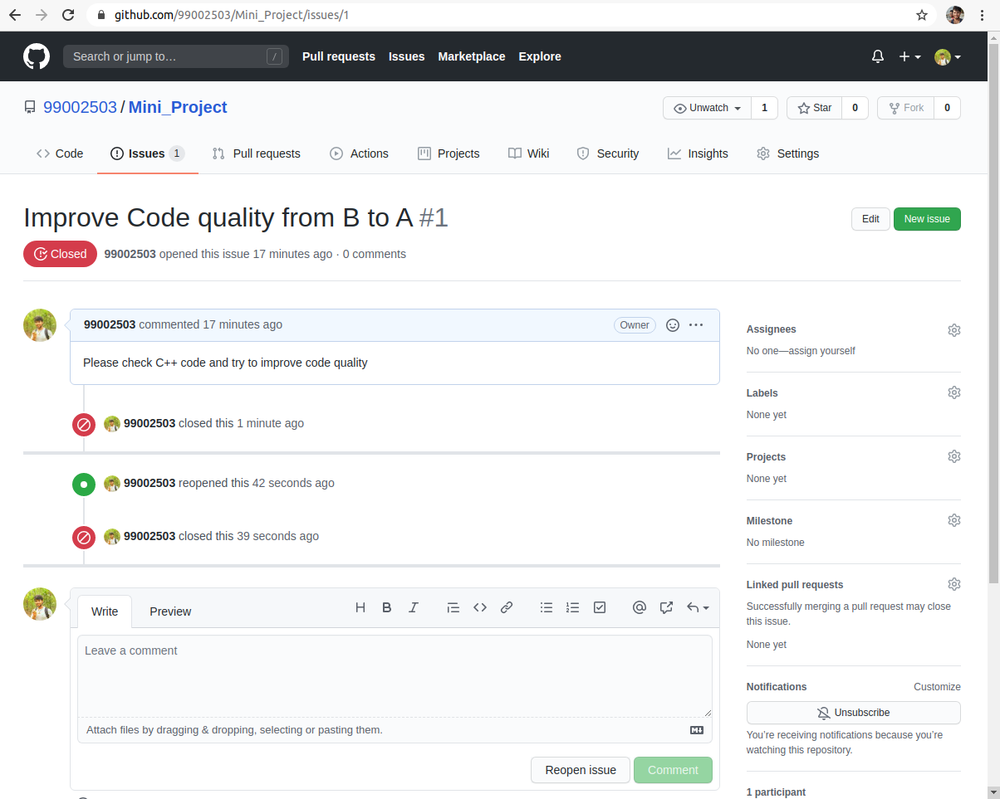 github.com/99002503/Mini_Project/issues/1
Search or jump to… /
Pull requests Issues Marketplace Explore
99002503 / Mini_Project
Unwatch 1 Star 0 Fork 0
Code Issues 1 Pull requests Actions Projects Wiki Security Insights Settings
Improve Code quality from B to A #1
Edit New issue
Closed 99002503 opened this issue 17 minutes ago · 0 comments
99002503 commented 17 minutes ago Owner
Please check C++ code and try to improve code quality
99002503 closed this 1 minute ago
99002503 reopened this 42 seconds ago
99002503 closed this 39 seconds ago
Write Preview
Leave a comment
Attach files by dragging & dropping, selecting or pasting them.
Reopen issue Comment
Assignees
No one—assign yourself
Labels
None yet
Projects
None yet
Milestone
No milestone
Linked pull requests
Successfully merging a pull request may close
this issue.
None yet
Notifications Customize
Unsubscribe
You’re receiving notifications because you’re
watching this repository.
1 participant